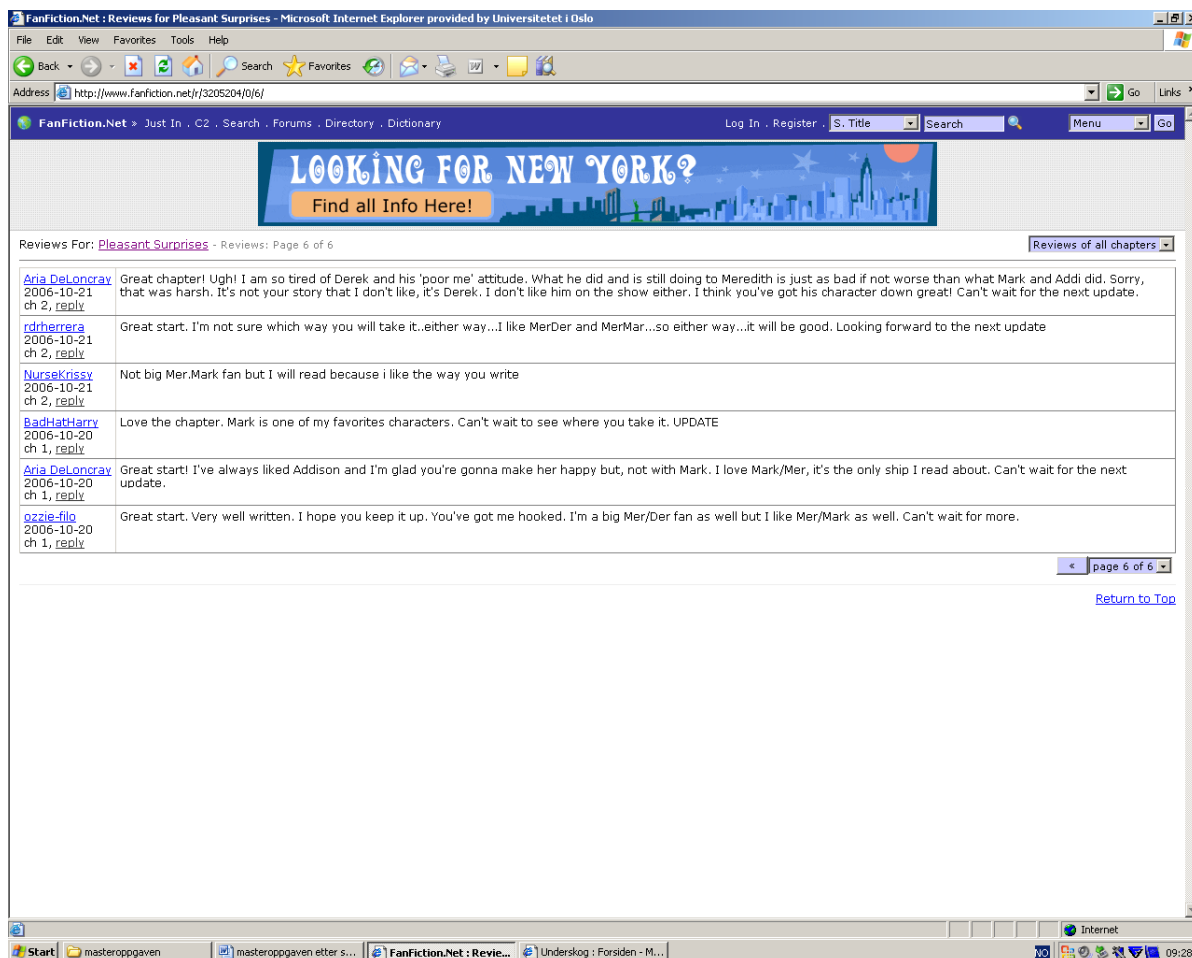 FanFiction.Net : Reviews for Pleasant Surprises - Microsoft Internet Explorer provided by Universitetet i Oslo
File Edit View Favorites Tools Help
Back Search Favorites
Address http://www.fanfiction.net/r/3205204/0/6/ Go Links
FanFiction.Net » Just In . C2 . Search . Forums . Directory . Dictionary Log In . Register . S. Title Search Menu Go
LOOKING FOR NEW YORK?
Find all Info Here!
Reviews For: Pleasant Surprises - Reviews: Page 6 of 6 Reviews of all chapters
Aria DeLoncray Great chapter! Ugh! I am so tired of Derek and his 'poor me' attitude. What he did and is still doing to Meredith is just as bad if not worse than what Mark and Addi did. Sorry,
2006-10-21 that was harsh. It's not your story that I don't like, it's Derek. I don't like him on the show either. I think you've got his character down great! Can't wait for the next update.
ch 2, reply
rdrherrera Great start. I'm not sure which way you will take it..either way...I like MerDer and MerMar...so either way...it will be good. Looking forward to the next update
2006-10-21
ch 2, reply
NurseKrissy Not big Mer.Mark fan but I will read because i like the way you write
2006-10-21
ch 2, reply
BadHatHarry Love the chapter. Mark is one of my favorites characters. Can't wait to see where you take it. UPDATE
2006-10-20
ch 1, reply
Aria DeLoncray Great start! I've always liked Addison and I'm glad you're gonna make her happy but, not with Mark. I love Mark/Mer, it's the only ship I read about. Can't wait for the next
2006-10-20 update.
ch 1, reply
ozzie-filo Great start. Very well written. I hope you keep it up. You've got me hooked. I'm a big Mer/Der fan as well but I like Mer/Mark as well. Can't wait for more.
2006-10-20
ch 1, reply
« page 6 of 6
Return to Top
Internet
Start masteroppgaven masteroppgaven etter s... FanFiction.Net : Revie... Underskog : Forsiden - M... NO 09:28